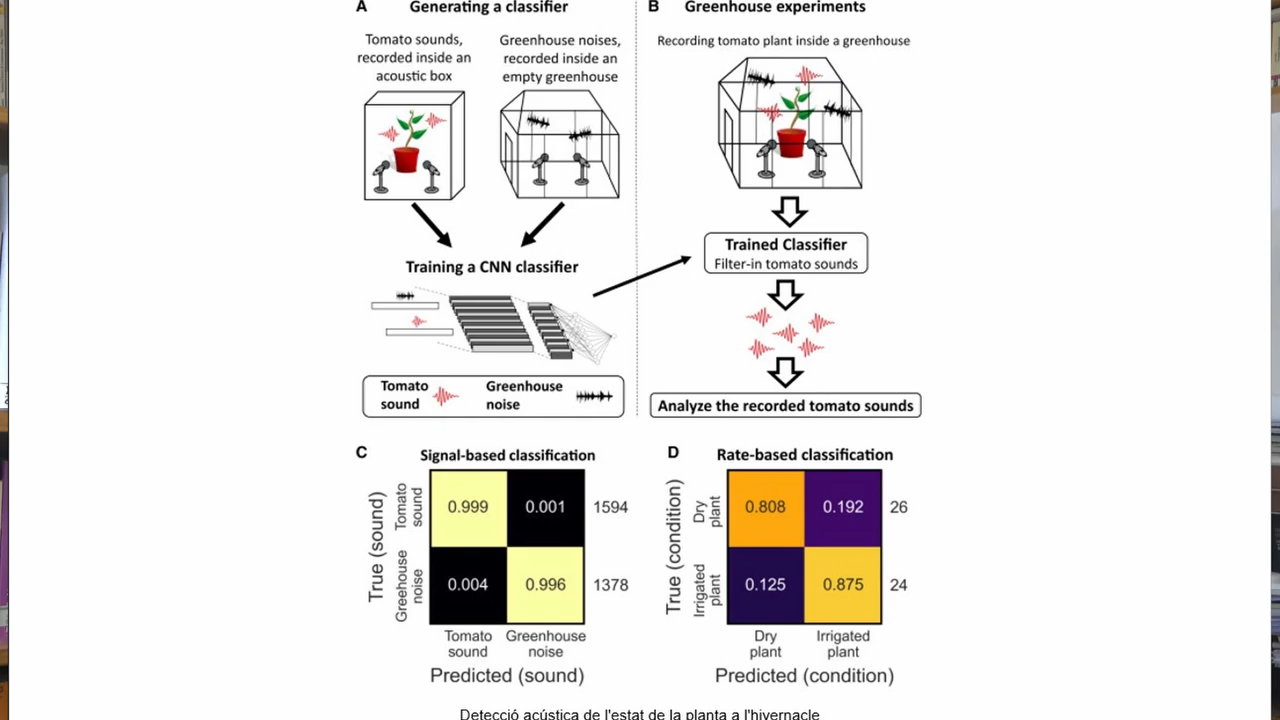 A Generating a classifier
Tomato sounds,
recorded inside an
acoustic box
Greenhouse noises,
recorded inside an
empty greenhouse
Training a CNN classifier
Tomato
sound
Greenhouse
noise
B Greenhouse experiments
Recording tomato plant inside a greenhouse
Trained Classifier
Filter-in tomato sounds
Analyze the recorded tomato sounds
C Signal-based classification
True (sound)
Tomato
sound
0.999 0.001 1594
Greehouse
noise
0.004 0.996 1378
Tomato
sound
Greenhouse
noise
Predicted (sound)
D Rate-based classification
True (condition)
Dry
plant
0.808 0.192 26
Irrigated
plant
0.125 0.875 24
Dry
plant
Irrigated
plant
Predicted (condition)
Detecció acústica de l'estat de la planta a l'hivernacle